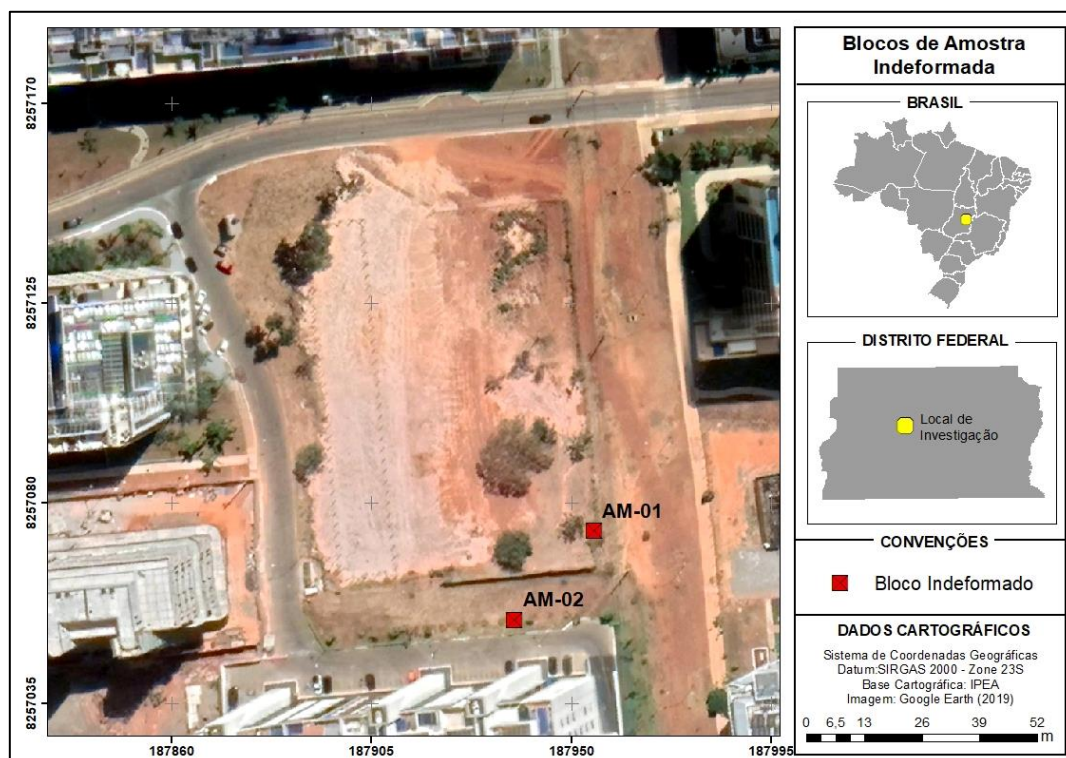 Blocos de Amostra
Indeformada
BRASIL
DISTRITO FEDERAL
Local de
Investigação
CONVENÇÕES
Bloco Indeformado
DADOS CARTOGRÁFICOS
Sistema de Coordenadas Geográficas
Datum:SIRGAS 2000 - Zone 23S
Base Cartográfica: IPEA
Imagem: Google Earth (2019)
0 6,5 13 26 39 52
m
8257170
8257125
8257080
8257035
AM-01
AM-02
187860 187905 187950 187995